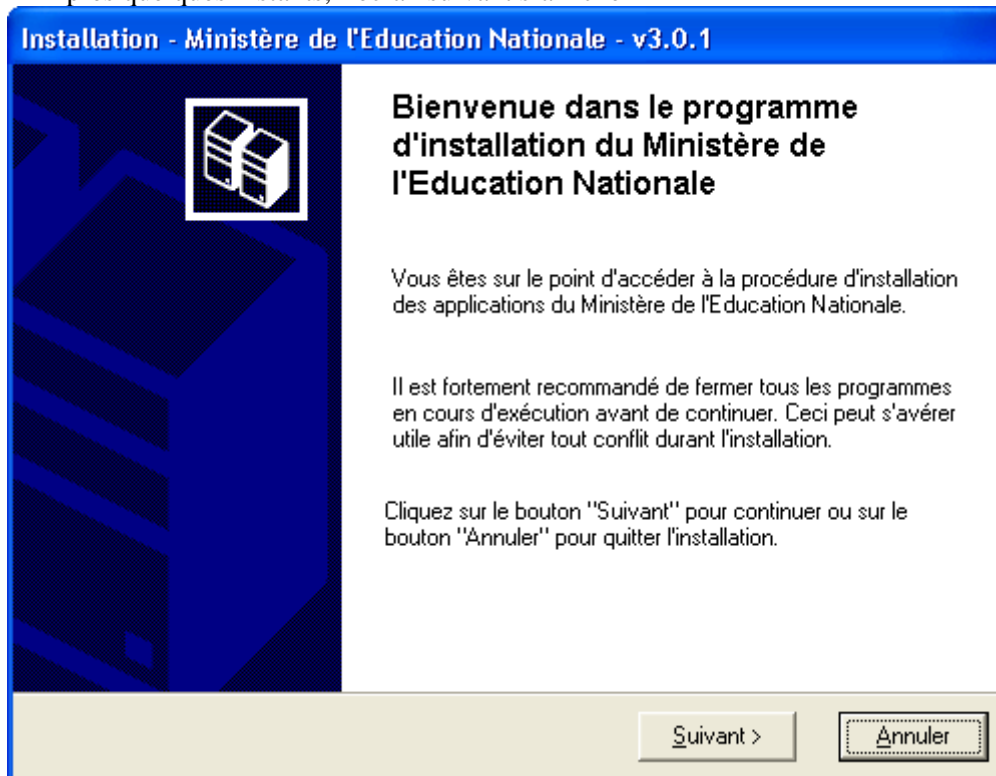 quelques instants,
Installation - Ministère de l'Education Nationale - v3.0.1
Bienvenue dans le programme
d'installation du Ministère de
l'Education Nationale
Vous êtes sur le point d'accéder à la procédure d'installation
des applications du Ministère de l'Education Nationale.
Il est fortement recommandé de fermer tous les programmes
en cours d'exécution avant de continuer. Ceci peut s'avérer
utile afin d'éviter tout conflit durant l'installation.
Cliquez sur le bouton "Suivant" pour continuer ou sur le
bouton "Annuler" pour quitter l'installation.
Suivant >
Annuler